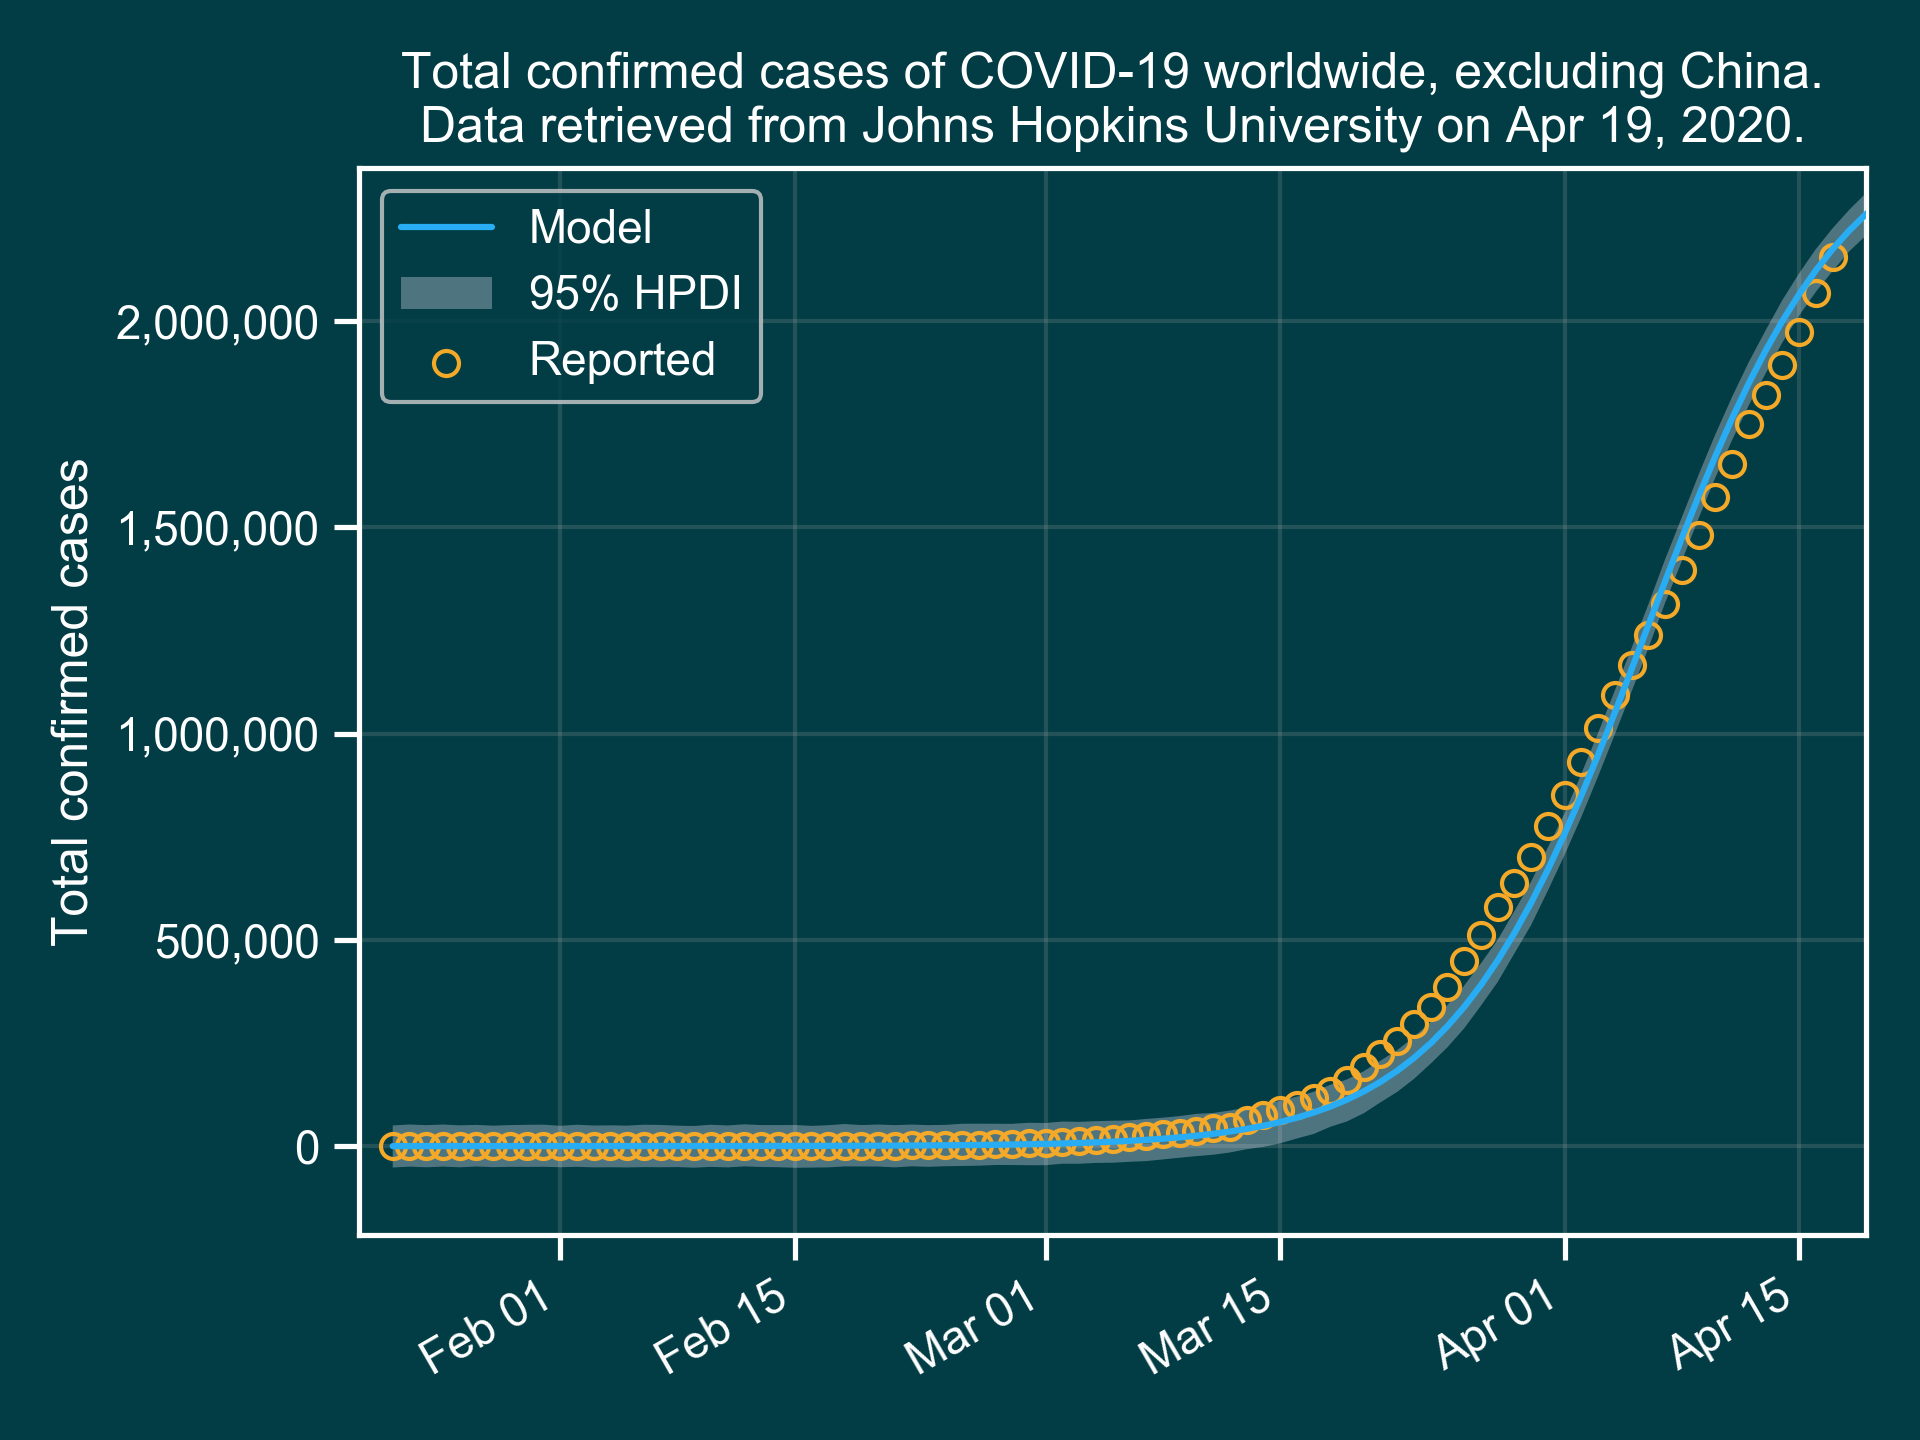 Total confirmed cases of COVID-19 worldwide, excluding China.
Data retrieved from Johns Hopkins University on Apr 19, 2020.
Model
95% HPDI
Reported
Total confirmed cases
2,000,000
1,500,000
1,000,000
500,000
0
Feb 01
Feb 15
Mar 01
Mar 15
Apr 01
Apr 15